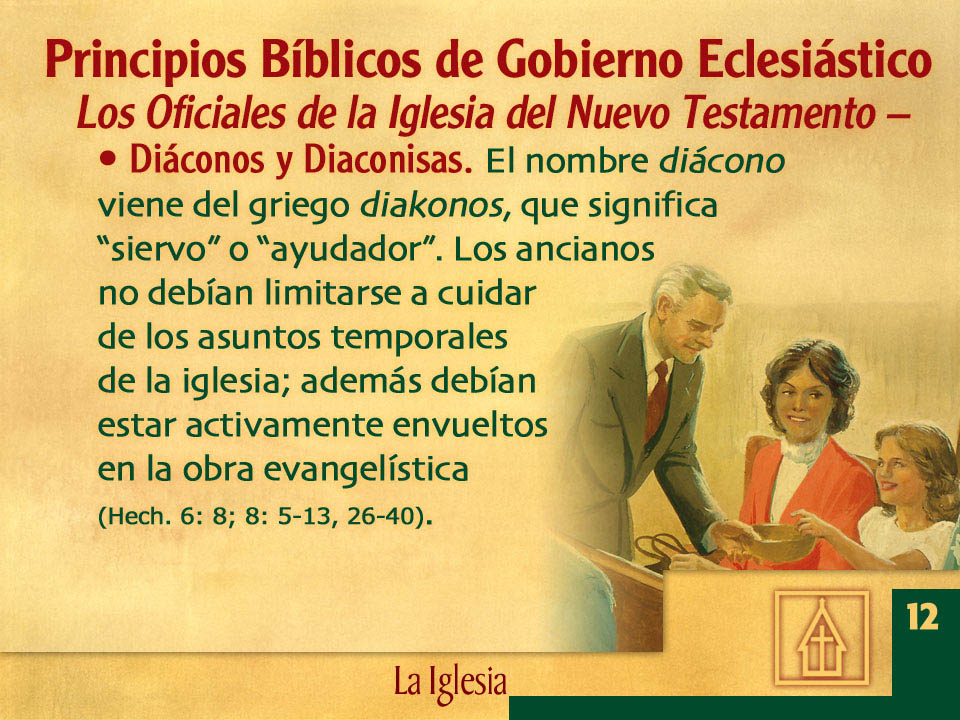 Principios Bíblicos de Gobierno Eclesiástico
Los Oficiales de la Iglesia del Nuevo Testamento –
• Diáconos y Diaconisas. El nombre diácono
viene del griego diakonos, que significa
“siervo” o “ayudador”. Los ancianos
no debían limitarse a cuidar
de los asuntos temporales
de la iglesia; además debían
estar activamente envueltos
en la obra evangelística
(Hech. 6: 8; 8: 5-13, 26-40).
12
La Iglesia